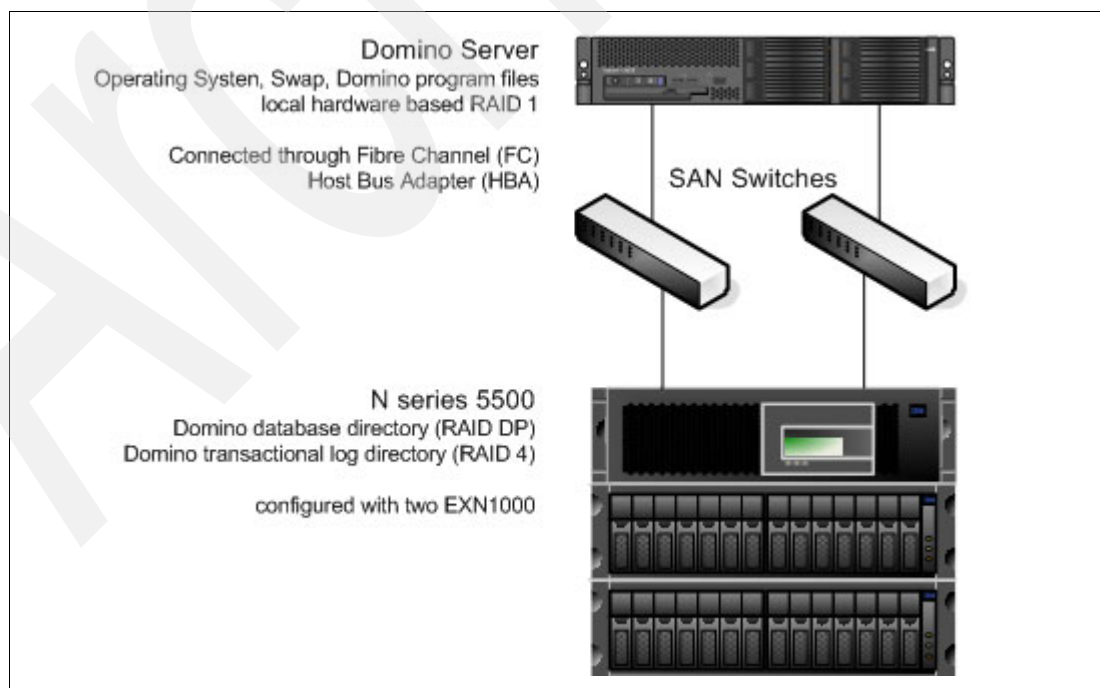 Domino Server
Operating Systen, Swap, Domino program files
local hardware based RAID 1
Connected through Fibre Channel (FC)
Host Bus Adapter (HBA)
SAN Switches
N series 5500
Domino database directory (RAID DP)
Domino transactional log directory (RAID 4)
configured with two EXN1000